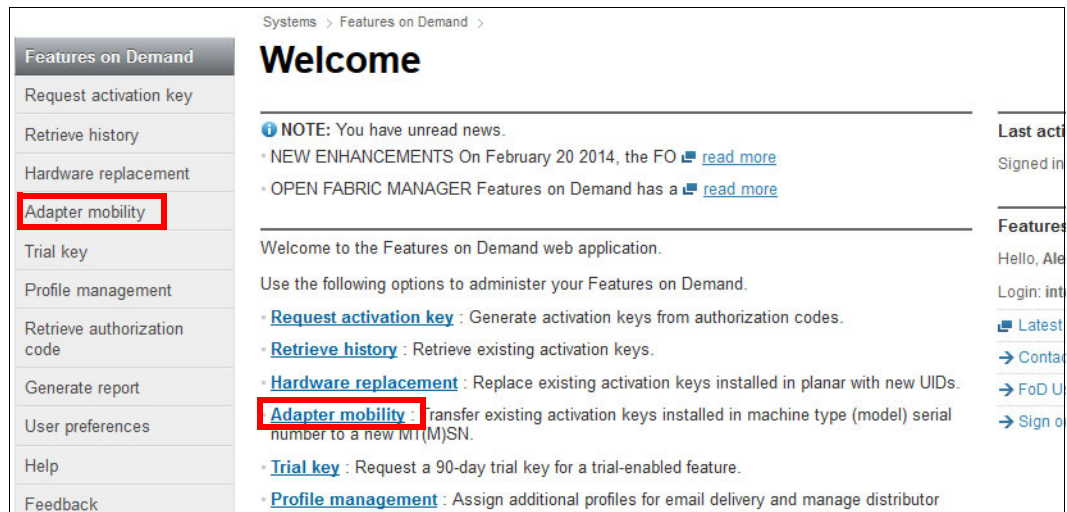 Systems > Features on Demand >
Features on Demand
Request activation key
Retrieve history
Hardware replacement
Adapter mobility
Trial key
Profile management
Retrieve authorization
code
Generate report
User preferences
Help
Feedback
Welcome
NOTE: You have unread news.
NEW ENHANCEMENTS On February 20 2014, the FO read more
OPEN FABRIC MANAGER Features on Demand has a read more
Welcome to the Features on Demand web application.
Use the following options to administer your Features on Demand.
Request activation key : Generate activation keys from authorization codes.
Retrieve history : Retrieve existing activation keys.
Hardware replacement : Replace existing activation keys installed in planar with new UIDs.
Adapter mobility : Transfer existing activation keys installed in machine type (model) serial
number to a new MT(M)SN.
Trial key : Request a 90-day trial key for a trial-enabled feature.
Profile management : Assign additional profiles for email delivery and manage distributor
Last acti
Signed in
Features
Hello, Ale
Login: int
Latest
Contac
FoD U
Sign o